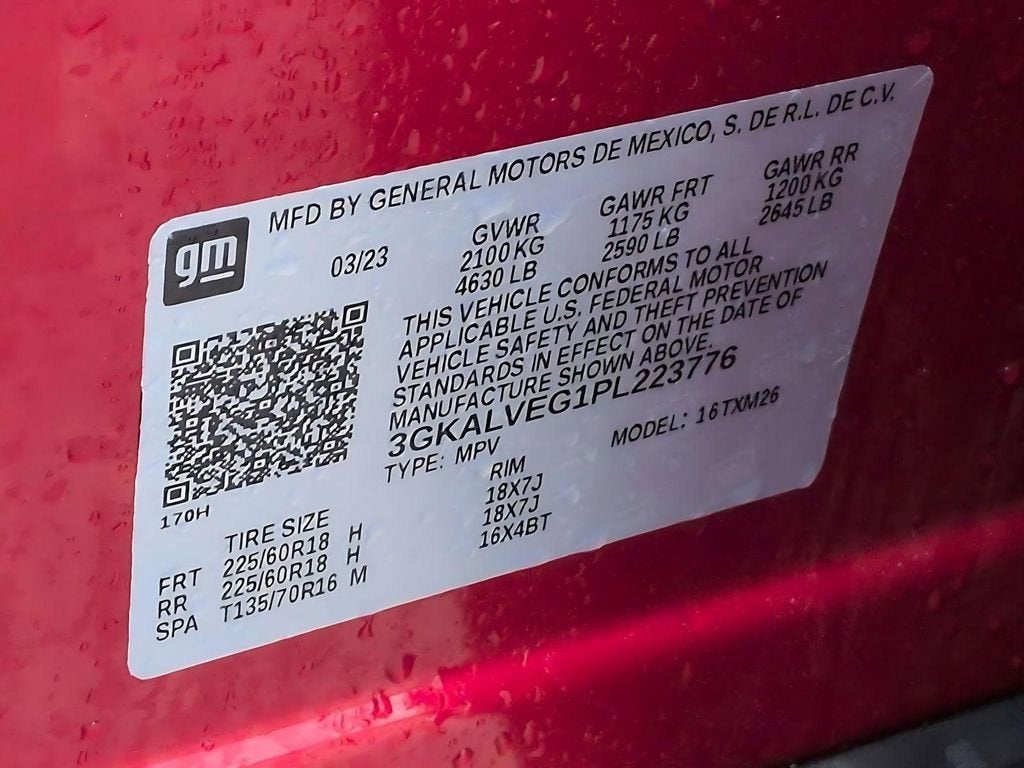 MFD BY GENERAL MOTORS DE MEXICO, S. DE R.L. DE C.V.
gm
03/23
GVWR GAWR FRT GAWR RR
2100 KG 1175 KG 1200 KG
4630 LB 2590 LB 2645 LB
THIS VEHICLE CONFORMS TO ALL
APPLICABLE U.S. FEDERAL MOTOR
VEHICLE SAFETY AND THEFT PREVENTION
STANDARDS IN EFFECT ON THE DATE OF
MANUFACTURE SHOWN ABOVE.
3GKALVEG1PL223776
TYPE: MPV MODEL: 16TXM26
170H
TIRE SIZE RIM
FRT 225/60R18 H 18X7J
RR 225/60R18 H 18X7J
SPA T135/70R16 M 16X4BT